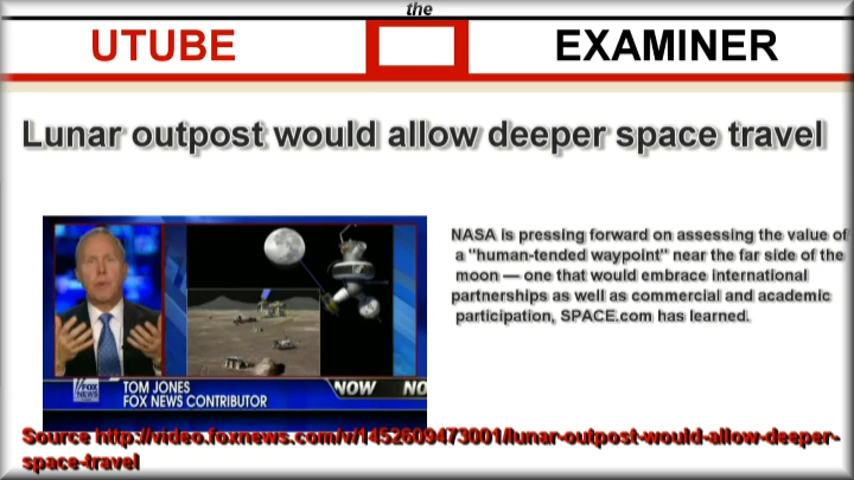 the
UTUBE EXAMINER
Lunar outpost would allow deeper space travel
NASA is pressing forward on assessing the value of
a "human-tended waypoint" near the far side of the
moon — one that would embrace international
partnerships as well as commercial and academic
participation, SPACE.com has learned.
FOX
NEWS
TOM JONES
FOX NEWS CONTRIBUTOR
NOW NO
Source http://video.foxnews.com/v/1452609473001/lunar-outpost-would-allow-deeper-
space-travel